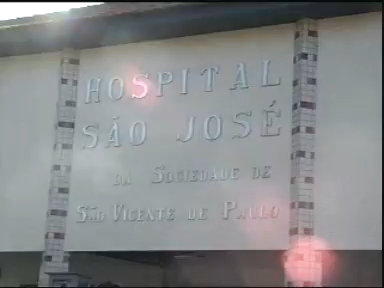 HOSPITAL
SÃO JOSÉ
DA SOCIEDADE DE
SÃO VICENTE DE PAULO